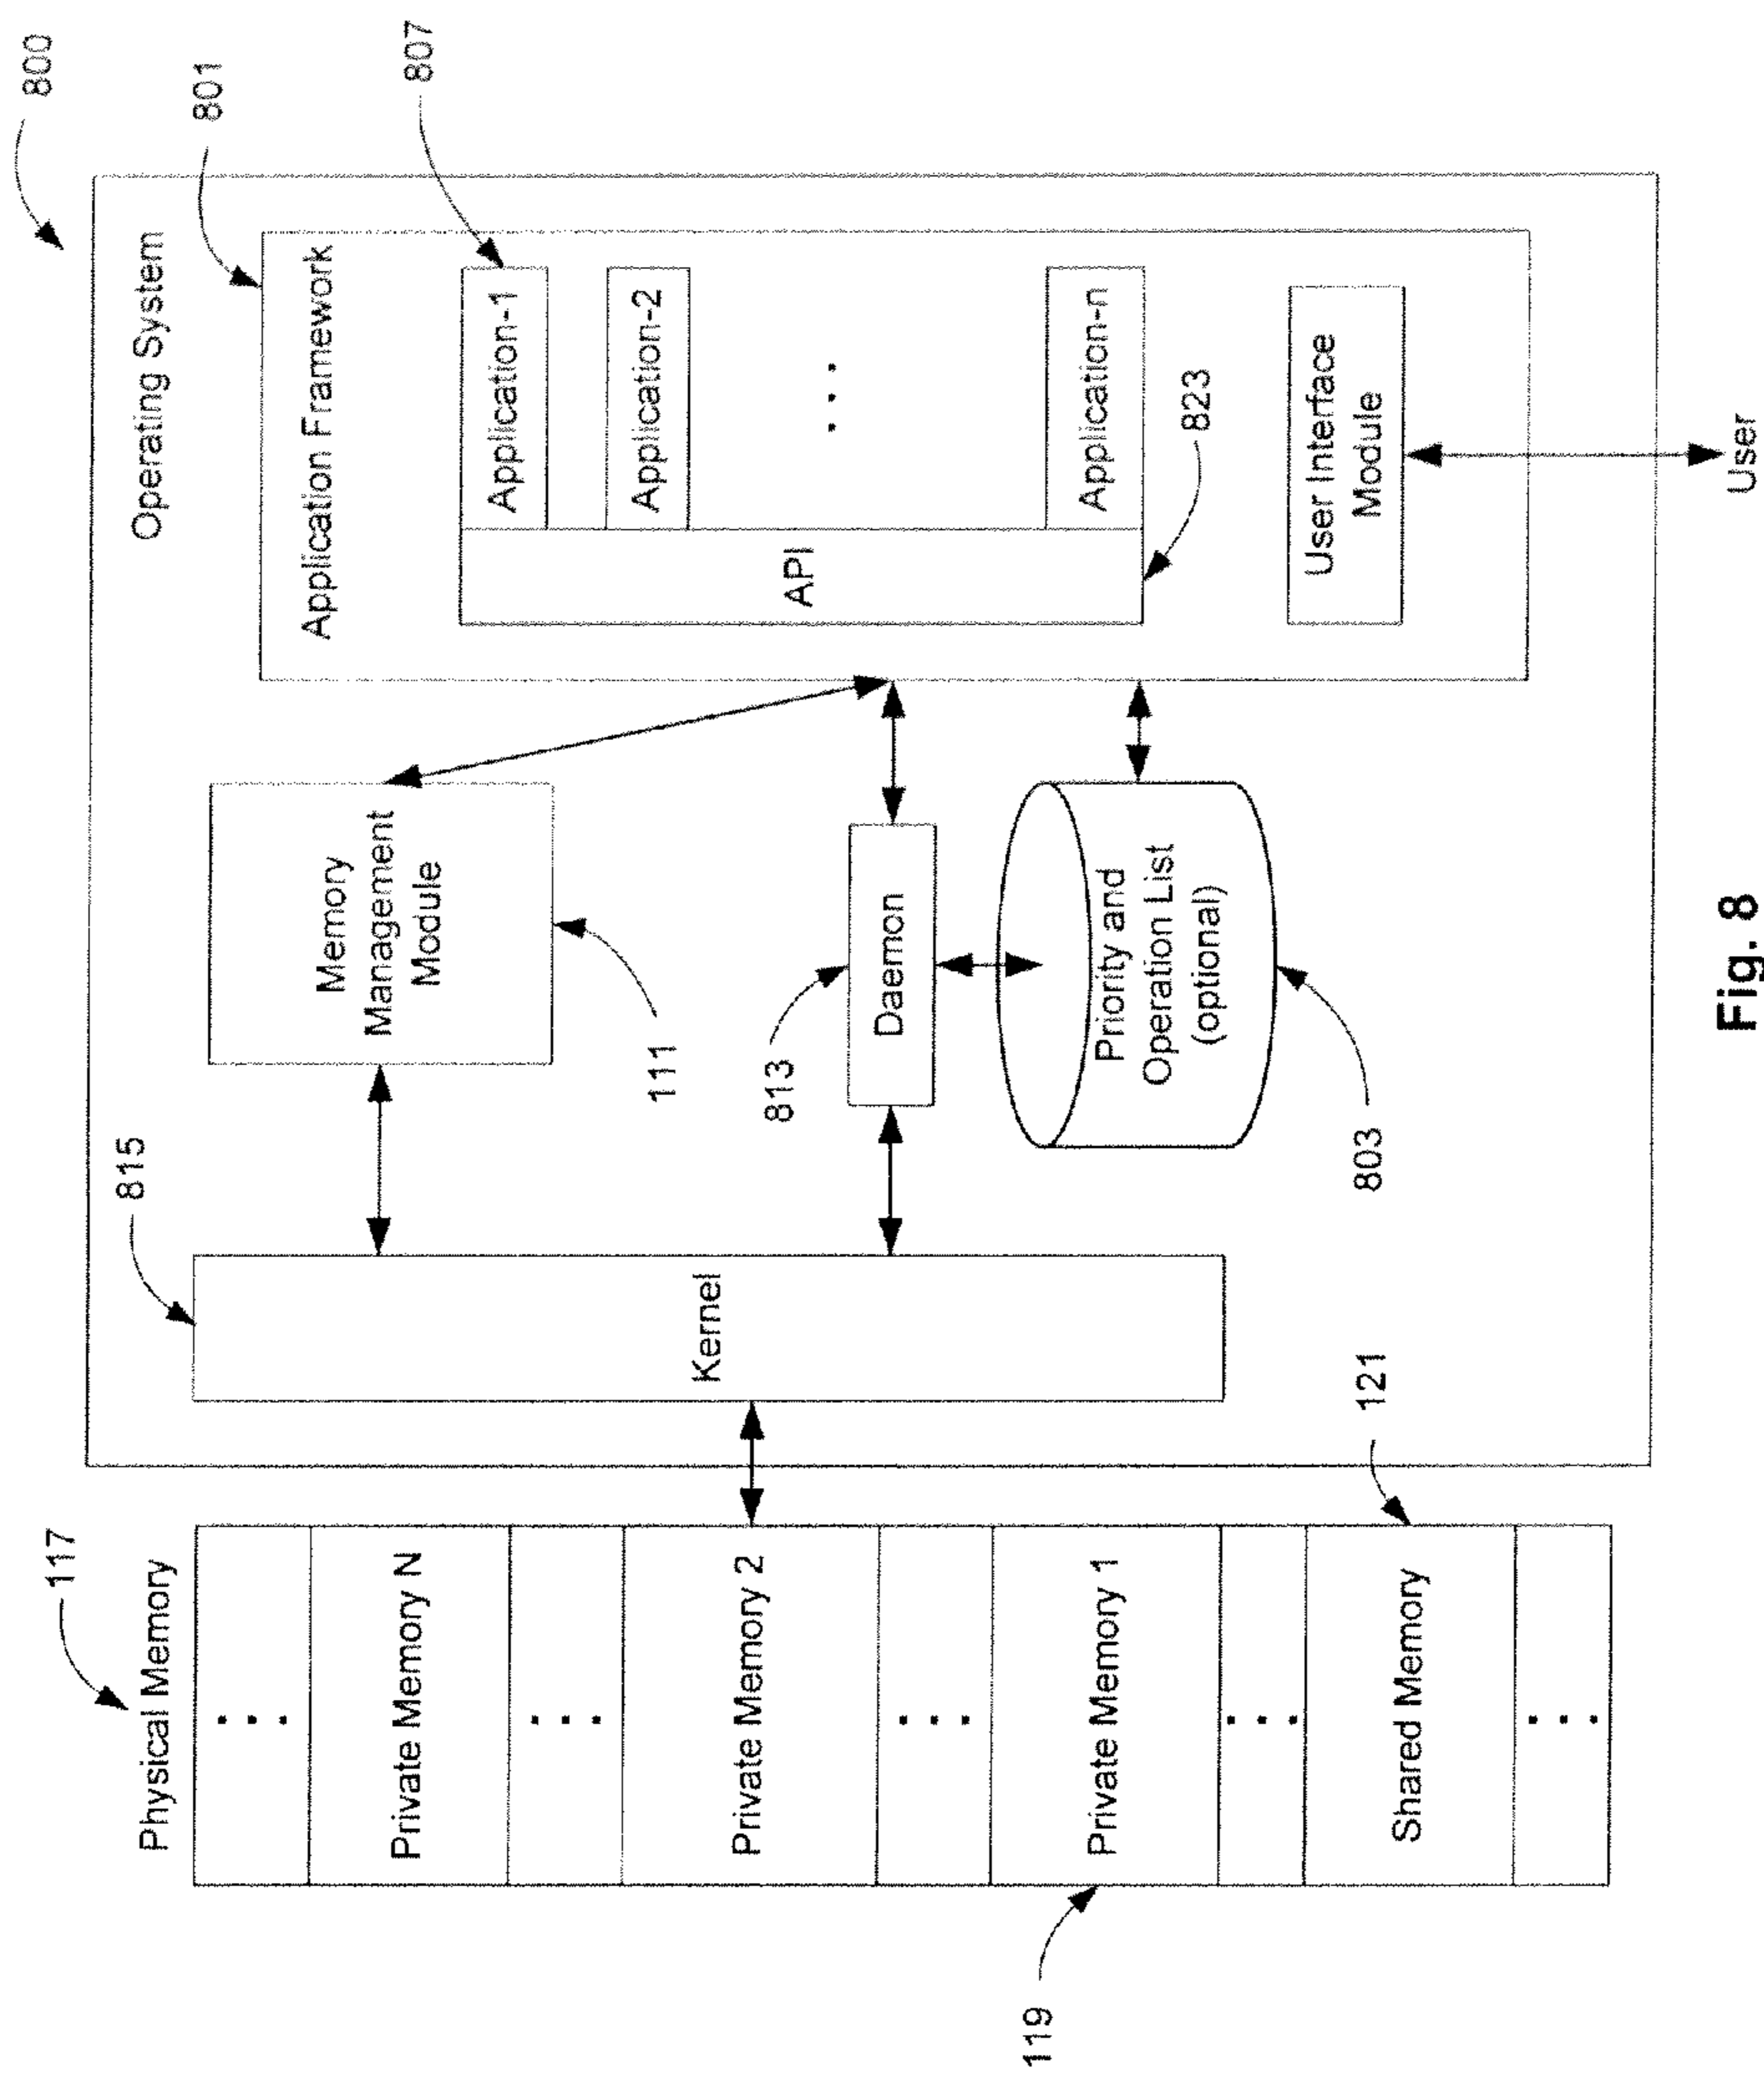 800
801
807
Operating System
Application Framework
Application-1
Application-2
...
Application-n
API
823
User Interface
Module
User
Memory
Management
Module
111
813
Daemon
Priority and
Operation List
(optional)
803
815
Kernel
117
Physical Memory
...
Private Memory N
...
Private Memory 2
...
Private Memory 1
...
Shared Memory
...
121
119
Fig. 8